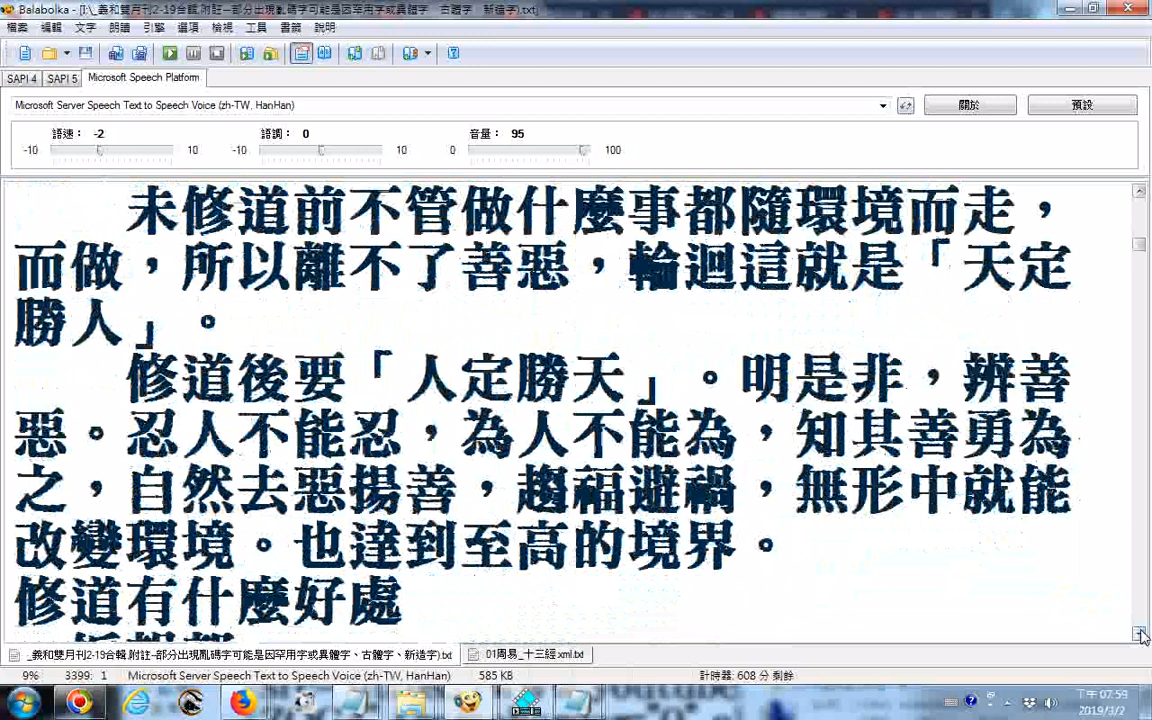 Balabolka - [I:\_義和雙月刊2-19合輯.附註--部分出現亂碼字可能是因罕用字或異體字、古體字、新造字.txt]
檔案 編輯 文字 朗讀 引擎 選項 檢視 工具 書籤 說明
SAPI 4 SAPI 5 Microsoft Speech Platform
Microsoft Server Speech Text to Speech Voice (zh-TW, HanHan) 關於 預設
語速： -2 語調： 0 音量： 95
-10 10 -10 10 0 100
未修道前不管做什麼事都隨環境而走，
而做，所以離不了善惡，輪迴這就是「天定
勝人」。
修道後要「人定勝天」。明是非，辨善
惡。忍人不能忍，為人不能為，知其善勇為
之，自然去惡揚善，趨福避禍，無形中就能
改變環境。也達到至高的境界。
修道有什麼好處
_義和雙月刊2-19合輯.附註--部分出現亂碼字可能是因罕用字或異體字、古體字、新造字.txt 01周易_十三經.xml.txt
9% 3399: 1 Microsoft Server Speech Text to Speech Voice (zh-TW, HanHan) 585 KB 計時器: 608 分 剩餘
下午 07:59
2019/3/2